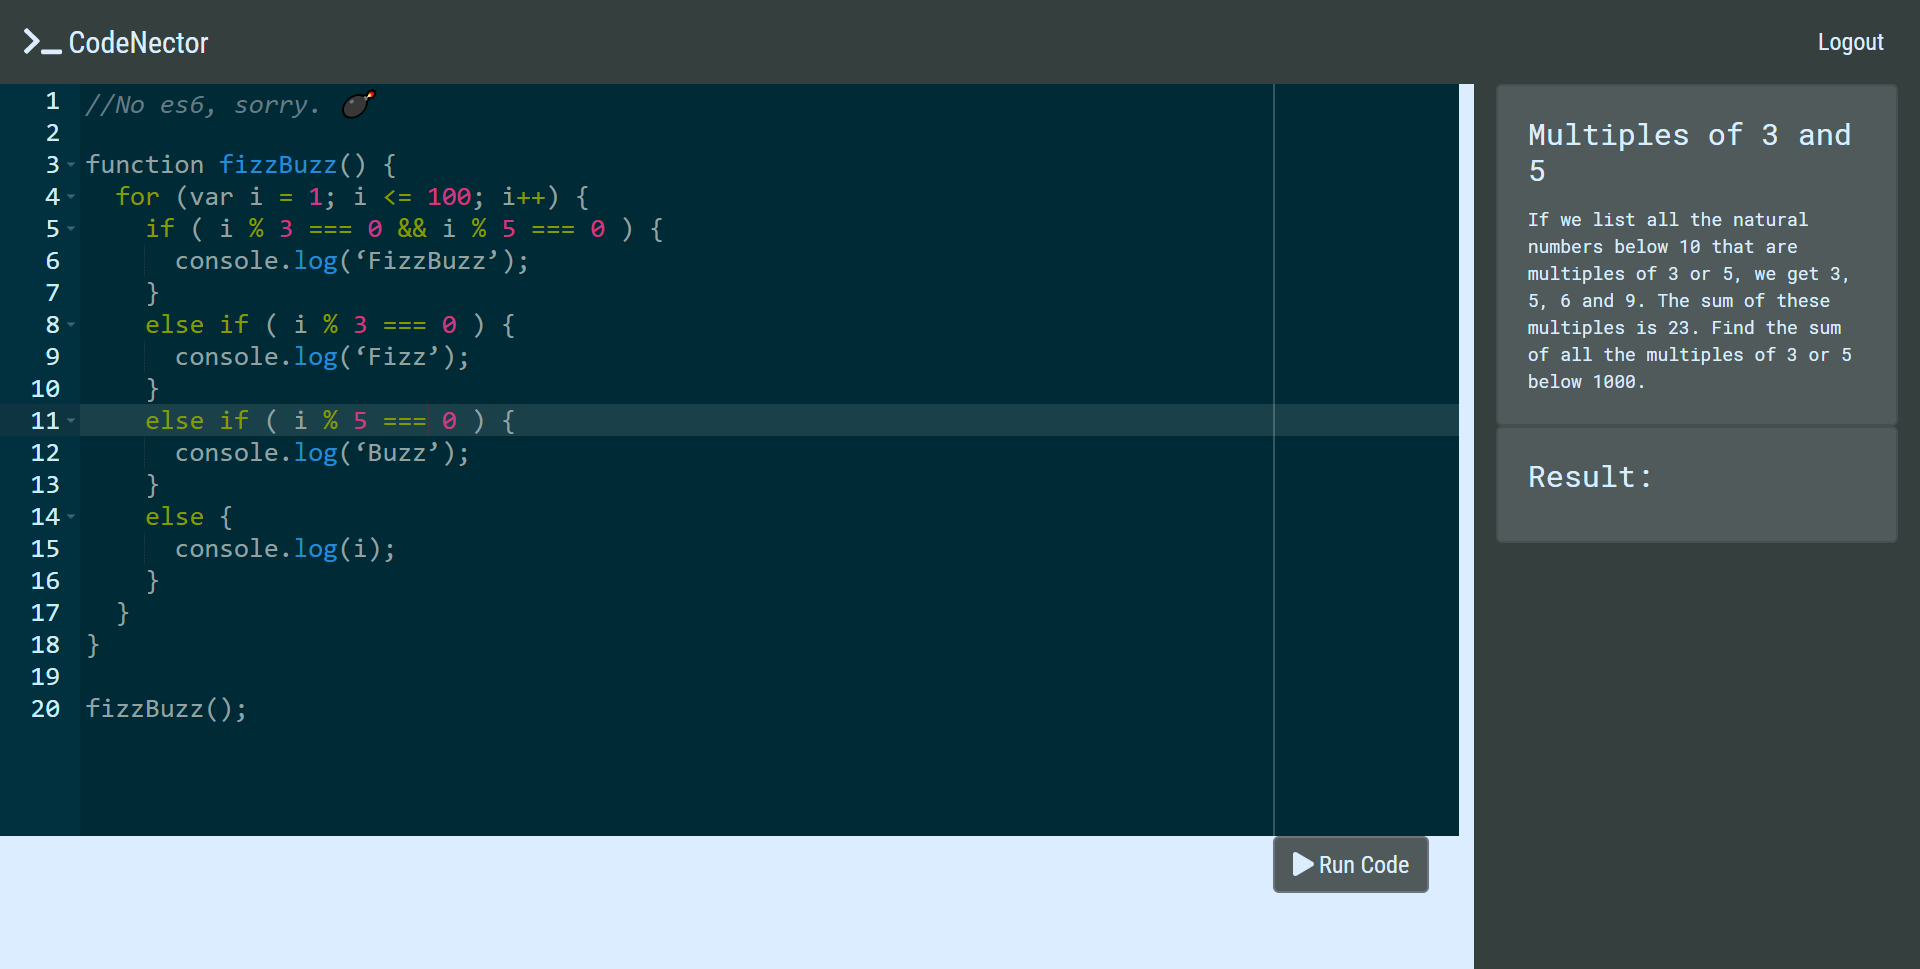 CodeNector
Logout
1 //No es6, sorry. 💣
2
3 function fizzBuzz() {
4   for (var i = 1; i <= 100; i++) {
5     if ( i % 3 === 0 && i % 5 === 0 ) {
6       console.log(‘FizzBuzz’);
7     }
8     else if ( i % 3 === 0 ) {
9       console.log(‘Fizz’);
10     }
11     else if ( i % 5 === 0 ) {
12       console.log(‘Buzz’);
13     }
14     else {
15       console.log(i);
16     }
17   }
18 }
19
20 fizzBuzz();
Run Code
Multiples of 3 and
5
If we list all the natural
numbers below 10 that are
multiples of 3 or 5, we get 3,
5, 6 and 9. The sum of these
multiples is 23. Find the sum
of all the multiples of 3 or 5
below 1000.
Result: